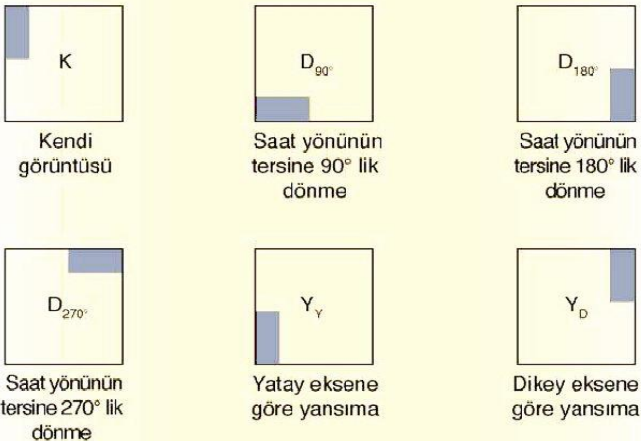 K
Kendi
görüntüsü
D90°
Saat yönünün
tersine 90° lik
dönme
D180°
Saat yönünün
tersine 180° lik
dönme
D270°
Saat yönünün
tersine 270° lik
dönme
YY
Yatay eksene
göre yansıma
YD
Dikey eksene
göre yansıma